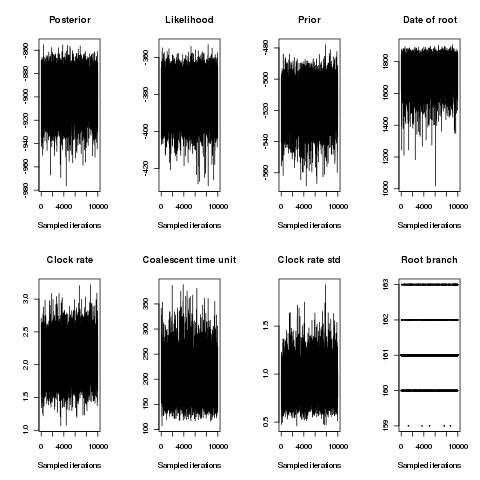 Posterior
-860
-880
-900
-920
-940
-960
-980
0 4000 10000
Sampled iterations
Likelihood
-360
-380
-400
-420
0 4000 10000
Sampled iterations
Prior
-480
-500
-520
-540
-560
0 4000 10000
Sampled iterations
Date of root
1800
1600
1400
1200
1000
0 4000 10000
Sampled iterations
Clock rate
3.0
2.5
2.0
1.5
1.0
0 4000 10000
Sampled iterations
Coalescent time unit
350
300
250
200
150
100
0 4000 10000
Sampled iterations
Clock rate std
1.5
1.0
0.5
0 4000 10000
Sampled iterations
Root branch
163
162
161
160
159
0 4000 10000
Sampled iterations